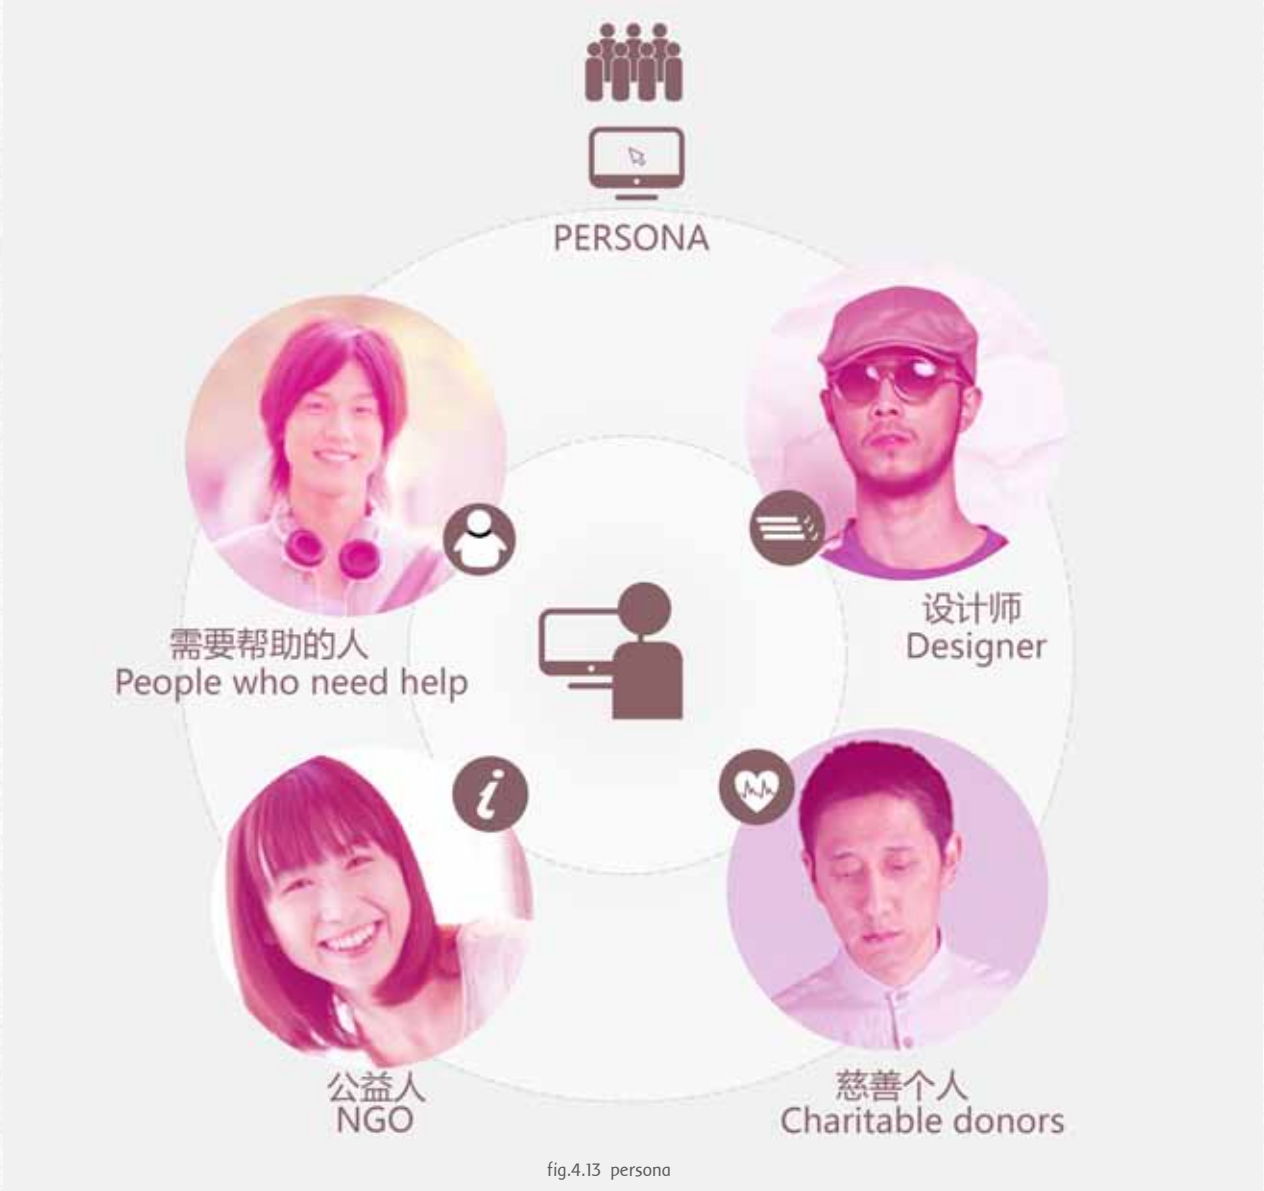 PERSONA
设计师
Designer
需要帮助的人
People who need help
公益人
NGO
慈善个人
Charitable donors
fig.4.13 persona